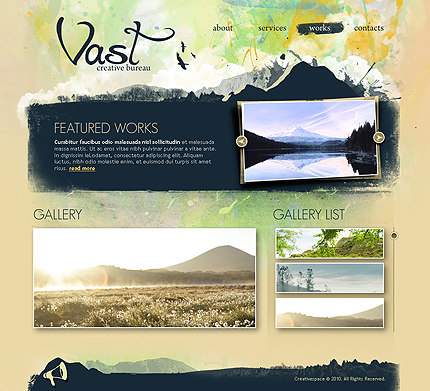 Vast
creative bureau
about services works contacts
FEATURED WORKS
Curabitur faucibus odio malesuada nisl sollicitudin et malesuada
massa mattis. Ut ac eros vitae nibh pulvinar pulvinar a vitae ante.
In dignissim leLodamet, consectetur adipiscing elit. Aliquam
luctus, nibh odio molestie enim, et euismod dui turpis sit amet
risus. read more
GALLERY
GALLERY LIST
Creativespace © 2010. All Rights Reserved.